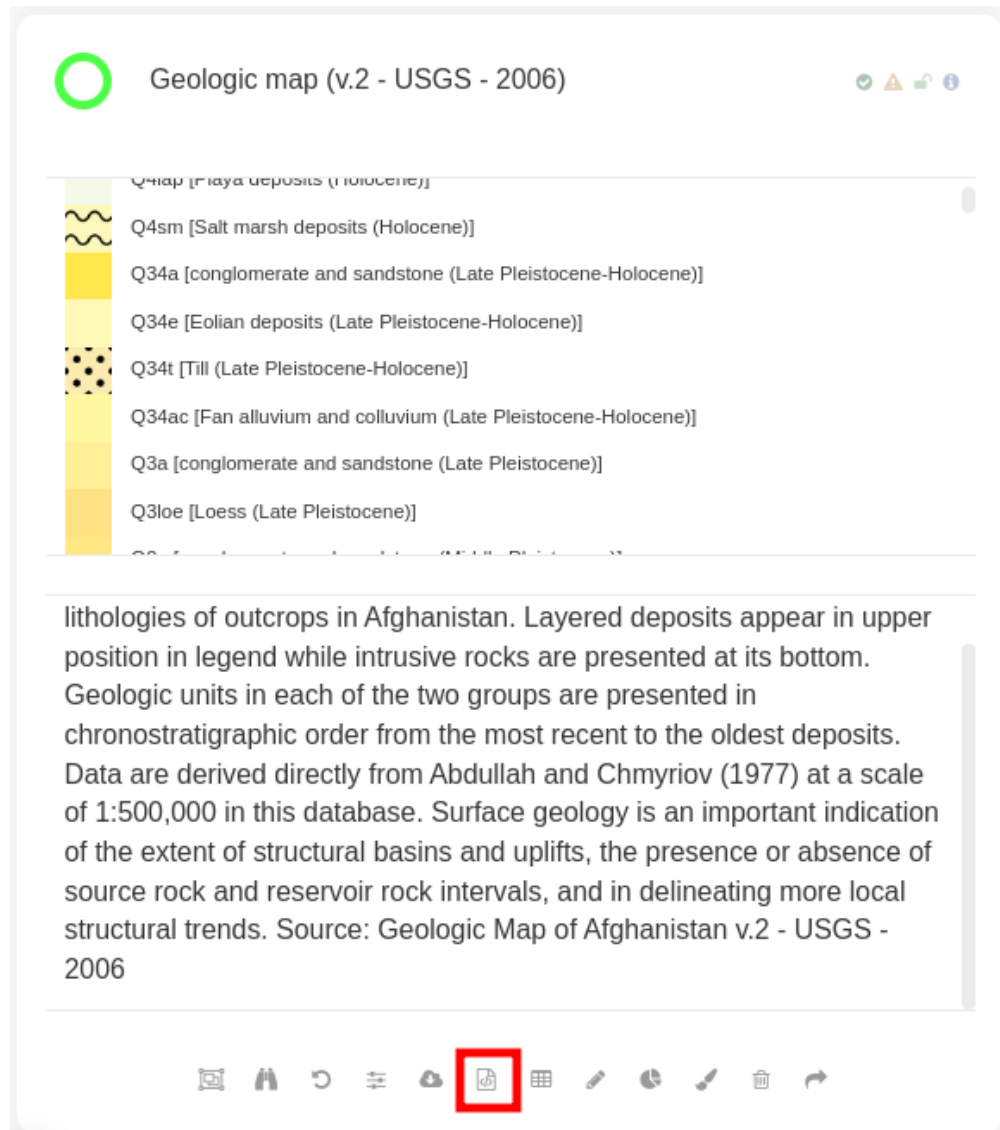 Geologic map (v.2 - USGS - 2006)
Q4lap [Playa deposits (Holocene)]
Q4sm [Salt marsh deposits (Holocene)]
Q34a [conglomerate and sandstone (Late Pleistocene-Holocene)]
Q34e [Eolian deposits (Late Pleistocene-Holocene)]
Q34t [Till (Late Pleistocene-Holocene)]
Q34ac [Fan alluvium and colluvium (Late Pleistocene-Holocene)]
Q3a [conglomerate and sandstone (Late Pleistocene)]
Q3loe [Loess (Late Pleistocene)]
lithologies of outcrops in Afghanistan. Layered deposits appear in upper
position in legend while intrusive rocks are presented at its bottom.
Geologic units in each of the two groups are presented in
chronostratigraphic order from the most recent to the oldest deposits.
Data are derived directly from Abdullah and Chmyriov (1977) at a scale
of 1:500,000 in this database. Surface geology is an important indication
of the extent of structural basins and uplifts, the presence or absence of
source rock and reservoir rock intervals, and in delineating more local
structural trends. Source: Geologic Map of Afghanistan v.2 - USGS -
2006